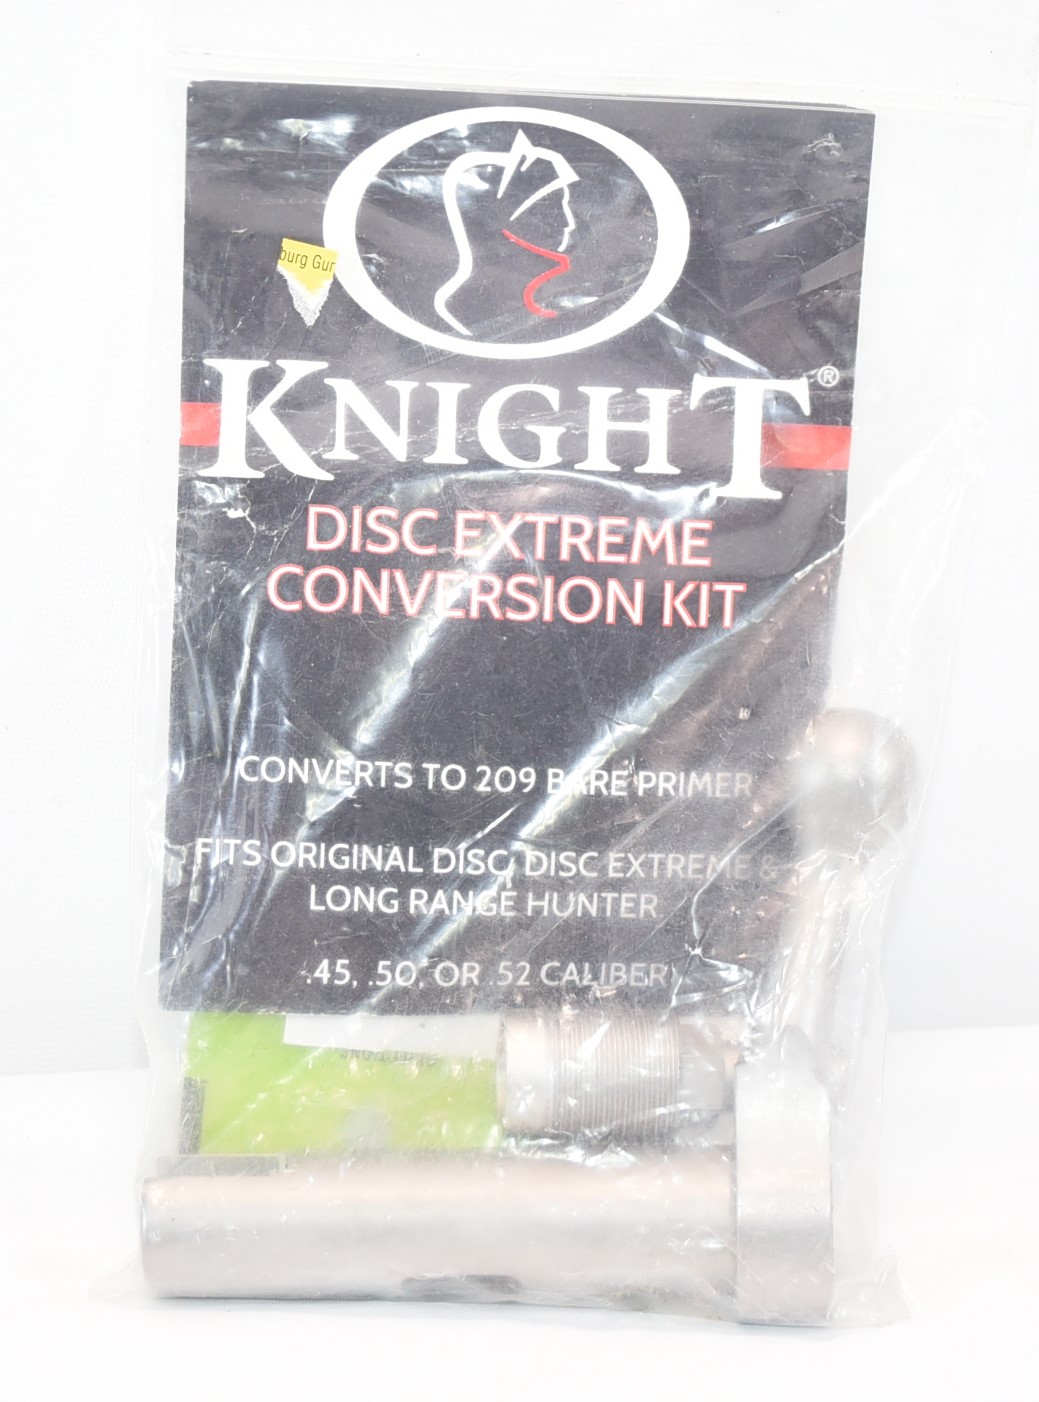 burg Gur
KNIGHT®
DISC EXTREME
CONVERSION KIT
CONVERTS TO 209 BARE PRIMER
FITS ORIGINAL DISC, DISC EXTREME &
LONG RANGE HUNTER
.45, .50, OR .52 CALIBER